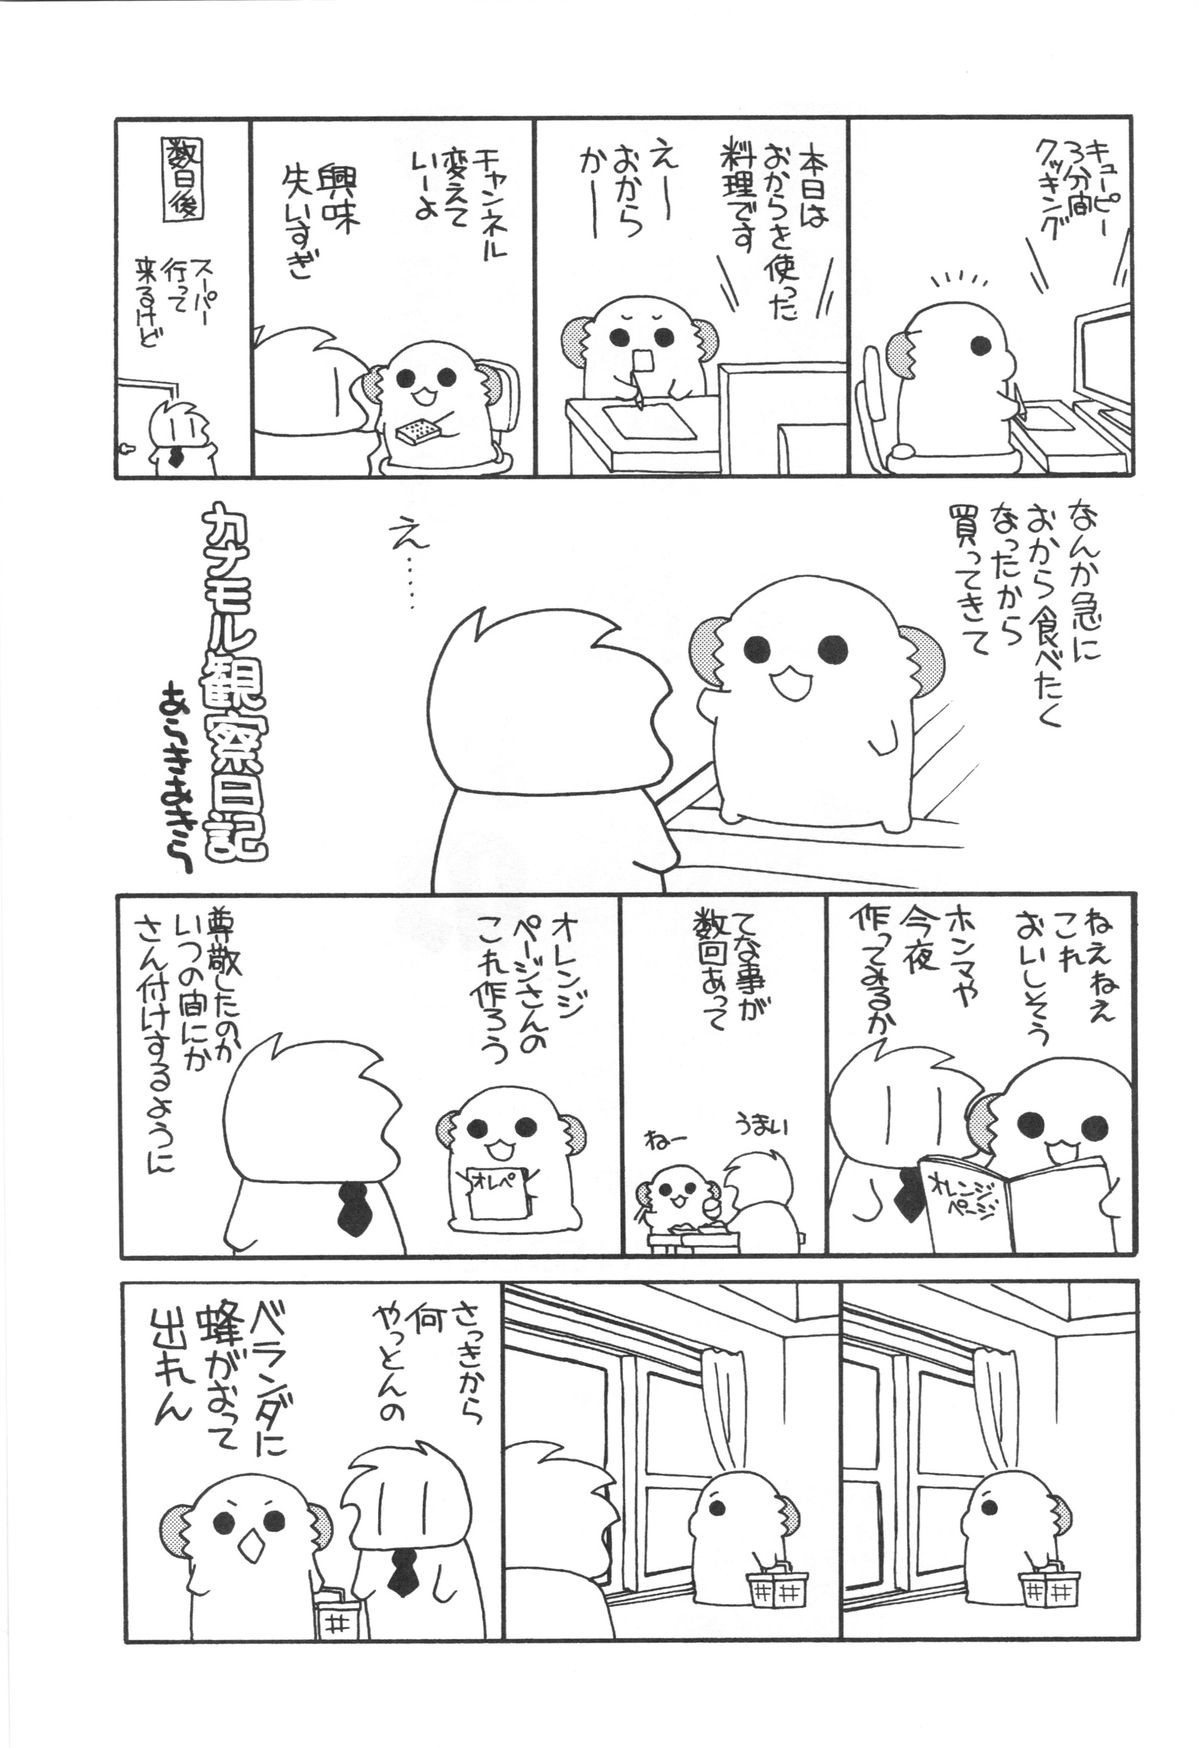 キューピー
3分間
クッキング
本日は
おからを使った
料理です
えー
おから
かー
チャンネル
変えて
いーよ
興味
失いすぎ
数日後
スーパー
行って
来るけど
なんか急に
おから食べたく
なったから
買ってきて
え……
カナモル観察日記
あらきあきら
ねえねえ
これ
おいしそう
ホンマや
今夜
作ってみるか
オレンジ
ページ
てな事が
数回あって
うまい
ねー
オレンジ
ページさんの
これ作ろう
オレペ
尊敬したのか
いつの間にか
さん付けするように
さっきから
何
やっとんの
ベランダに
蜂がおって
出れん